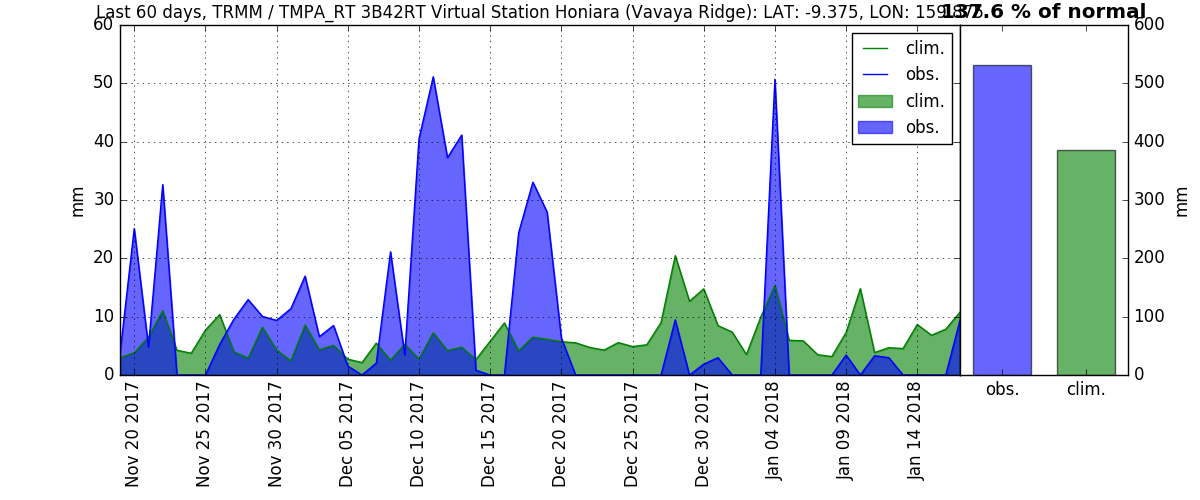 Last 60 days, TRMM / TMPA_RT 3B42RT Virtual Station Honiara (Vavaya Ridge): LAT: -9.375, LON:
137.6 % of normal
60
50
40
30
20
10
0
mm
clim.
obs.
clim.
obs.
600
500
400
300
200
100
0
mm
Nov 20 2017
Nov 25 2017
Nov 30 2017
Dec 05 2017
Dec 10 2017
Dec 15 2017
Dec 20 2017
Dec 25 2017
Dec 30 2017
Jan 04 2018
Jan 09 2018
Jan 14 2018
obs.
clim.